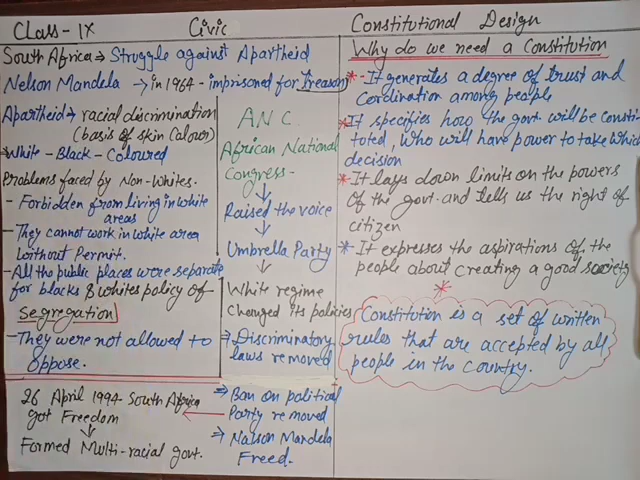 Class-IX
Civic
Constitutional Design
South Africa → Struggle against Apartheid
Nelson Mandela → in 1964 - imprisoned for treason
Apartheid → racial discrimination
(basis of skin Calour)
→ White - Black - Coloured
Problems faced by Non-Whites.
- Forbidden from living in white
areas
- They cannot work in white area
without Permit.
- All the public places were separate
for blacks & whites policy of
segregation
- They were not allowed to
oppose.
26 April 1994 - South Africa
got Freedom
↓
Formed Multi-racial govt.
ANC.
African National
Congress -
↓
Raised the voice
↓
Umbrella Party
↓
White regime
Changed its policies
⇒ Discriminatory
laws removed
⇒ Ban on political
Party removed
⇒ Nalson Mandela
Freed.
Why do we need a Constitution
* - It generates a degree of trust and
Cordination among people
* It specifies how the govt. will be consti-
toted, Who will have power to take which
decision
* It lays down limits on the powers
of the govt. and tells us the right of
citizen
* It expresses the aspirations of the
people about creating a good society
*
Constitution is a set of written
rules that are accepted by all
people in the country.